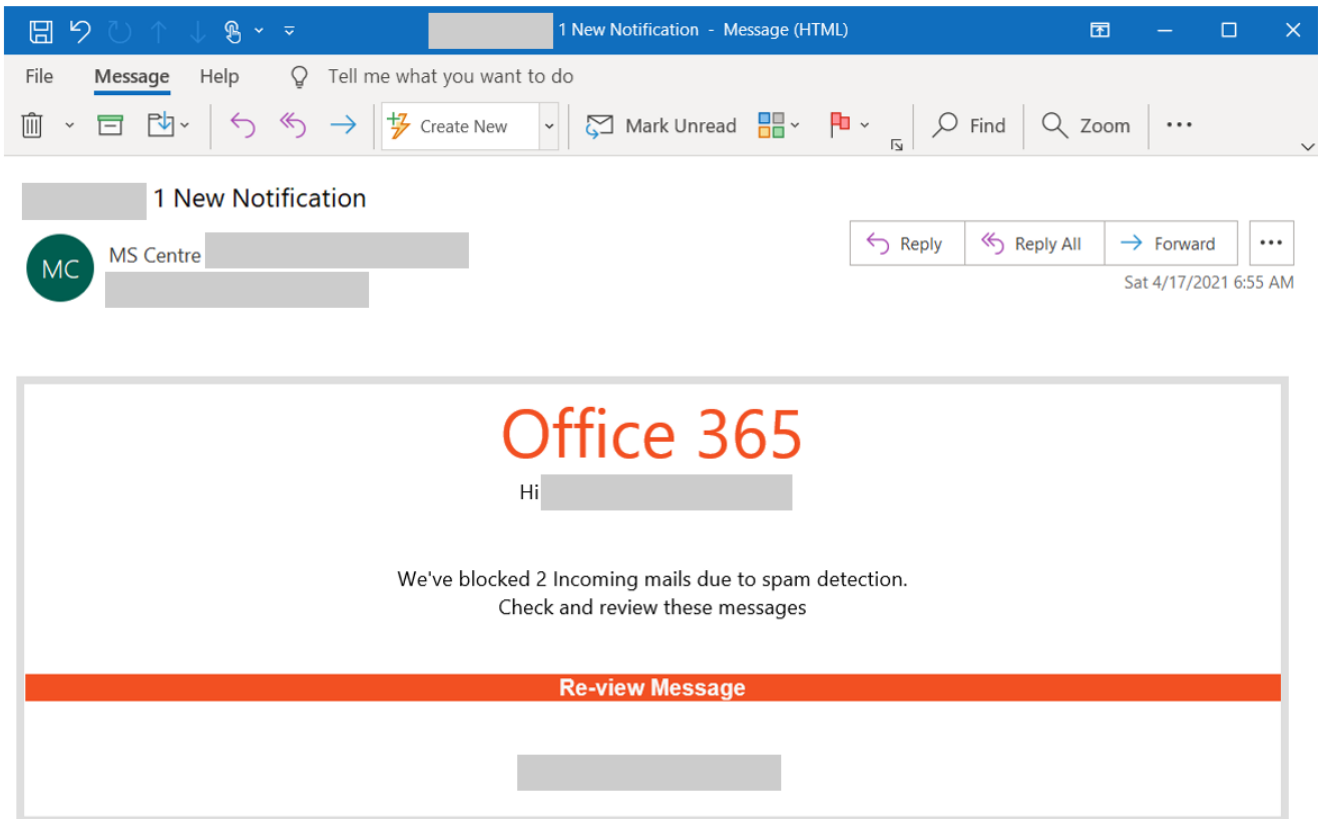 1 New Notification - Message (HTML)
File Message Help Tell me what you want to do
Create New Mark Unread Find Zoom
1 New Notification
MC
MS Centre
Reply Reply All Forward
Sat 4/17/2021 6:55 AM
Office 365
Hi
We've blocked 2 Incoming mails due to spam detection.
Check and review these messages
Re-view Message